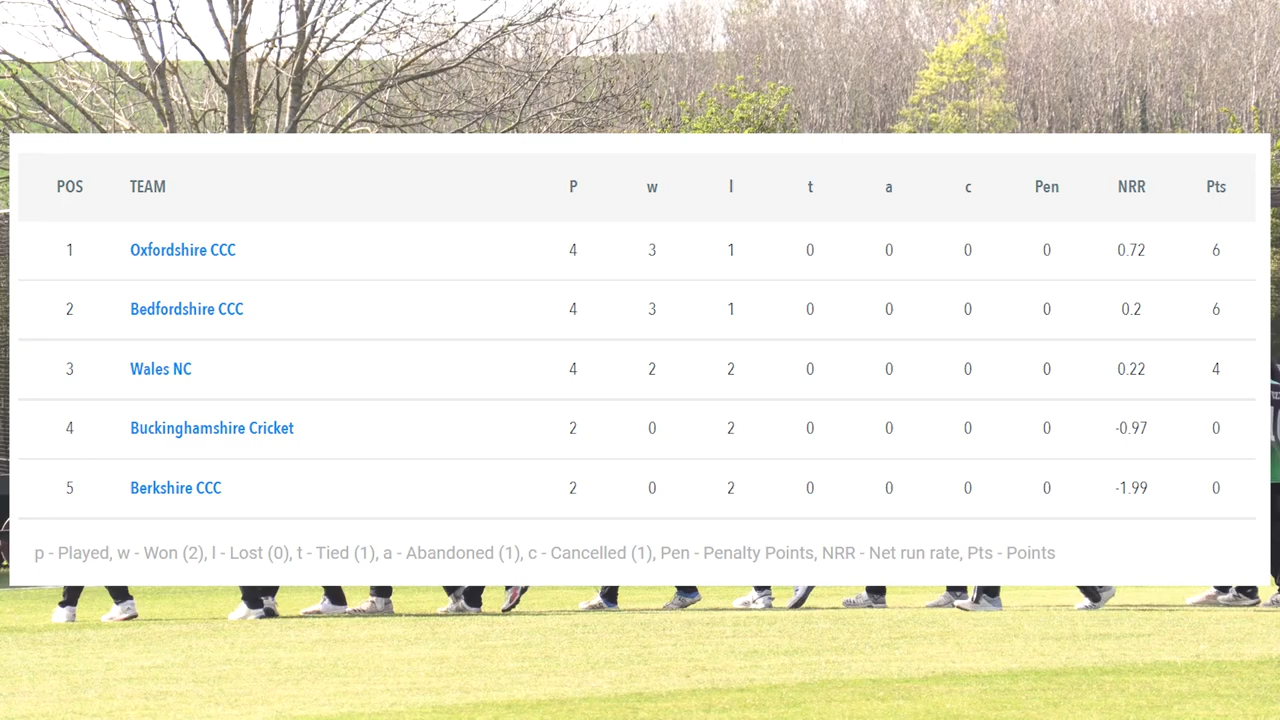 POS TEAM P w l t a c Pen NRR Pts
1 Oxfordshire CCC 4 3 1 0 0 0 0 0.72 6
2 Bedfordshire CCC 4 3 1 0 0 0 0 0.2 6
3 Wales NC 4 2 2 0 0 0 0 0.22 4
4 Buckinghamshire Cricket 2 0 2 0 0 0 0 -0.97 0
5 Berkshire CCC 2 0 2 0 0 0 0 -1.99 0
p - Played, w - Won (2), l - Lost (0), t - Tied (1), a - Abandoned (1), c - Cancelled (1), Pen - Penalty Points, NRR - Net run rate, Pts - Points